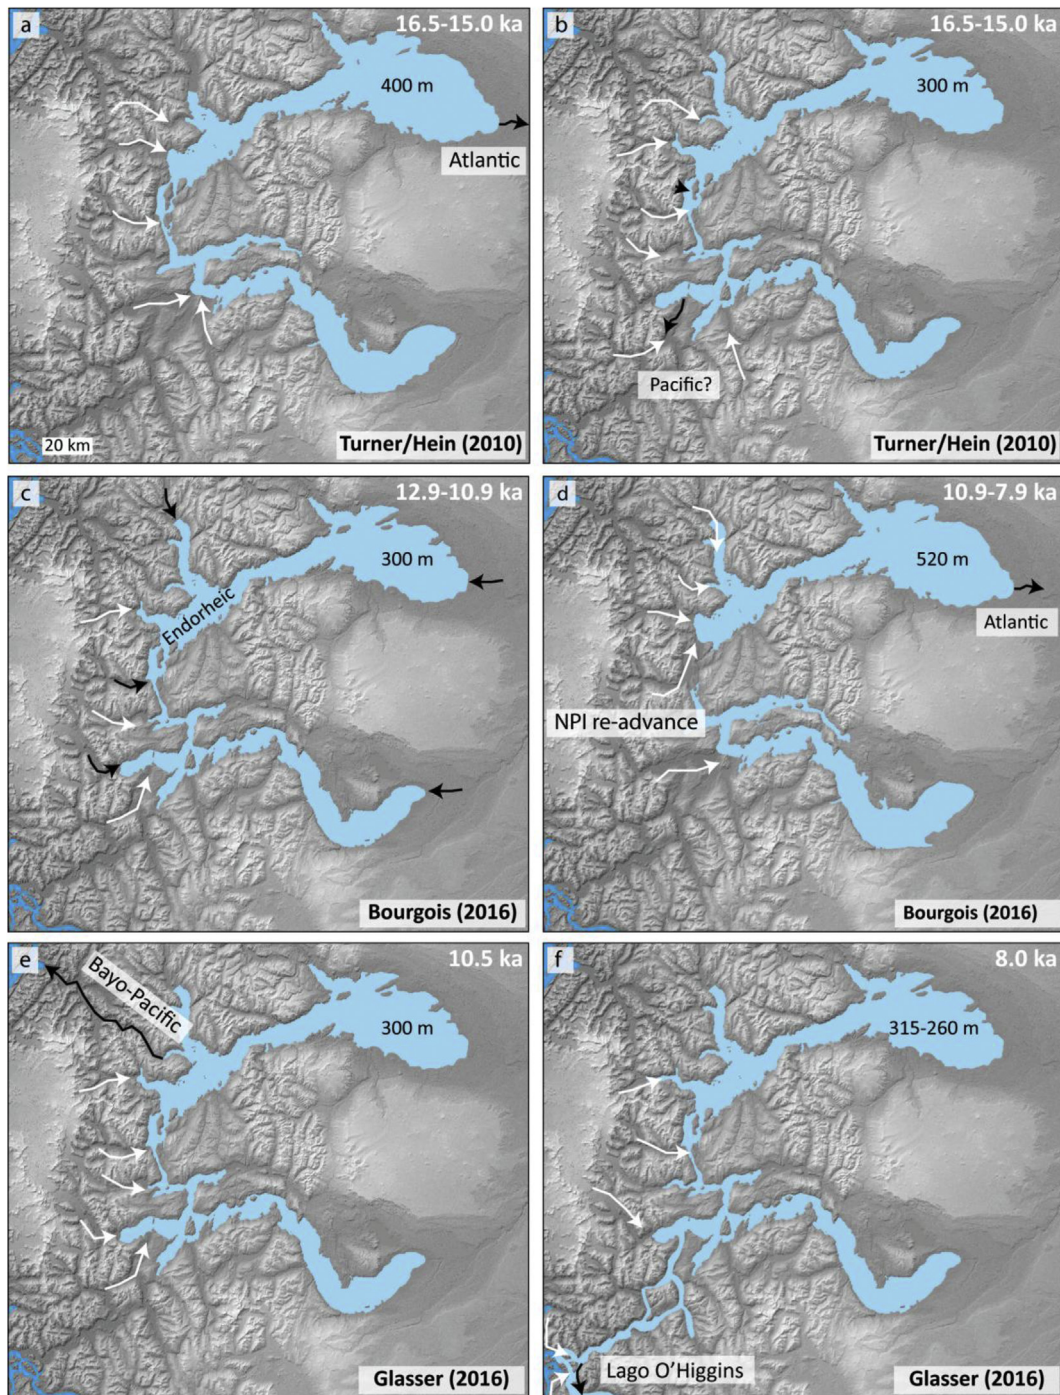 a
16.5-15.0 ka
400 m
Atlantic
20 km
Turner/Hein (2010)
b
16.5-15.0 ka
300 m
Pacific?
Turner/Hein (2010)
c
12.9-10.9 ka
300 m
Endorheic
Bourgois (2016)
d
10.9-7.9 ka
520 m
Atlantic
NPI re-advance
Bourgois (2016)
e
10.5 ka
Bayo-Pacific
300 m
Glasser (2016)
f
8.0 ka
315-260 m
Lago O'Higgins
Glasser (2016)